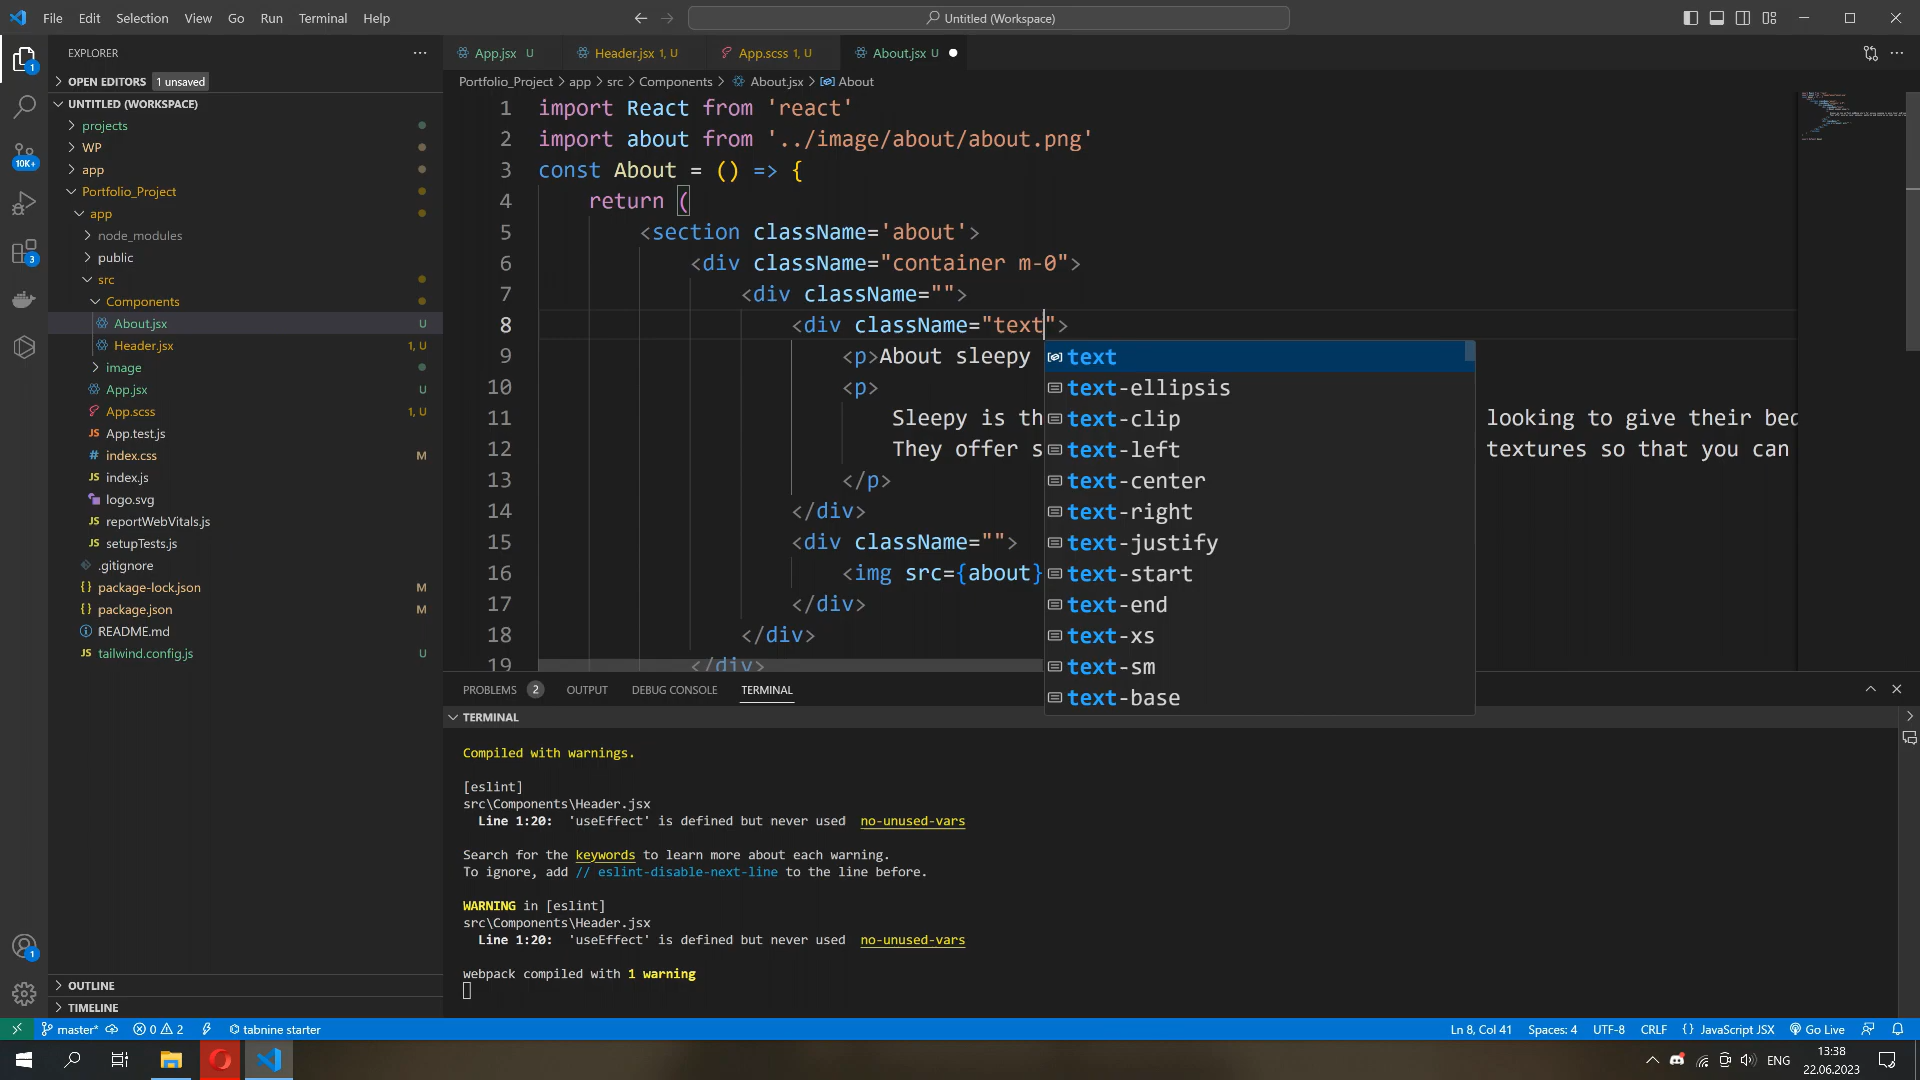 File Edit Selection View Go Run Terminal Help
Untitled (Workspace)
EXPLORER
OPEN EDITORS 1 unsaved
UNTITLED (WORKSPACE)
projects
WP
app
Portfolio_Project
app
node_modules
public
src
Components
About.jsx U
Header.jsx 1, U
image
App.jsx U
App.scss 1, U
JS App.test.js
# index.css M
JS index.js
logo.svg
JS reportWebVitals.js
JS setupTests.js
.gitignore
{} package-lock.json M
{} package.json M
README.md
JS tailwind.config.js U
OUTLINE
TIMELINE
1
10K+
3
1
App.jsx U Header.jsx 1, U App.scss 1, U About.jsx U
Portfolio_Project > app > src > Components > About.jsx > About
1 import React from 'react'
2 import about from '../image/about/about.png'
3 const About = () => {
4 return (
5 <section className='about'>
6 <div className="container m-0">
7 <div className="">
8 <div className="text">
9 <p>About sleepy
10 <p>
11 Sleepy is th looking to give their bed
12 They offer s textures so that you can
13 </p>
14 </div>
15 <div className="">
16 <img src={about}
17 </div>
18 </div>
19 </div>
text
text-ellipsis
text-clip
text-left
text-center
text-right
text-justify
text-start
text-end
text-xs
text-sm
text-base
PROBLEMS 2 OUTPUT DEBUG CONSOLE TERMINAL
TERMINAL
Compiled with warnings.
[eslint]
src\Components\Header.jsx
Line 1:20: 'useEffect' is defined but never used no-unused-vars
Search for the keywords to learn more about each warning.
To ignore, add // eslint-disable-next-line to the line before.
WARNING in [eslint]
src\Components\Header.jsx
Line 1:20: 'useEffect' is defined but never used no-unused-vars
webpack compiled with 1 warning
master* 0 2 tabnine starter
Ln 8, Col 41 Spaces: 4 UTF-8 CRLF {} JavaScript JSX Go Live
ENG
13:38
22.06.2023